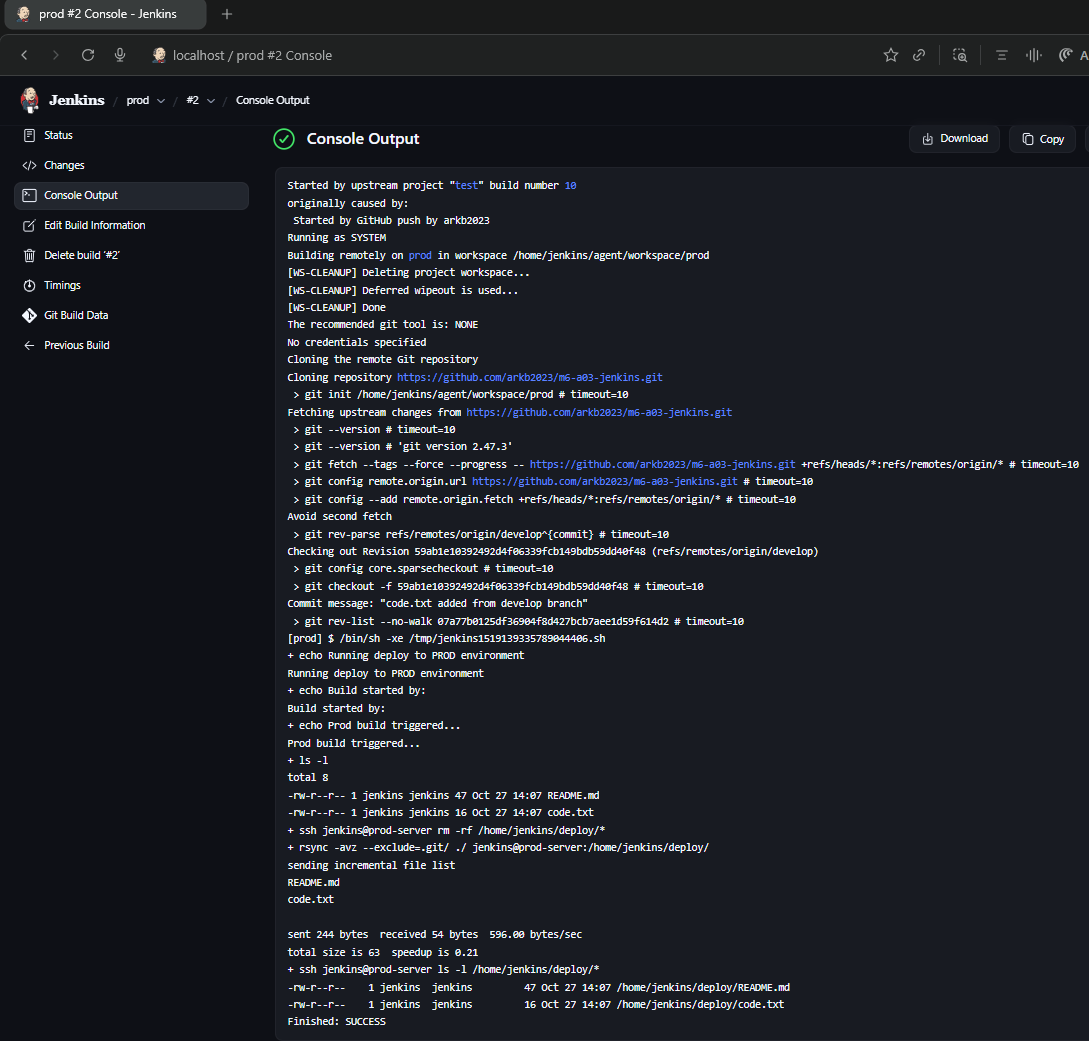 prod #2 Console - Jenkins
localhost / prod #2 Console
Jenkins / prod / #2 / Console Output
Status
Changes
Console Output
Edit Build Information
Delete build ‘#2’
Timings
Git Build Data
Previous Build
Console Output
Download
Copy
Started by upstream project "test" build number 10
originally caused by:
 Started by GitHub push by arkb2023
Running as SYSTEM
Building remotely on prod in workspace /home/jenkins/agent/workspace/prod
[WS-CLEANUP] Deleting project workspace...
[WS-CLEANUP] Deferred wipeout is used...
[WS-CLEANUP] Done
The recommended git tool is: NONE
No credentials specified
Cloning the remote Git repository
Cloning repository https://github.com/arkb2023/m6-a03-jenkins.git
 > git init /home/jenkins/agent/workspace/prod # timeout=10
Fetching upstream changes from https://github.com/arkb2023/m6-a03-jenkins.git
 > git --version # timeout=10
 > git --version # 'git version 2.47.3'
 > git fetch --tags --force --progress -- https://github.com/arkb2023/m6-a03-jenkins.git +refs/heads/*:refs/remotes/origin/* # timeout=10
 > git config remote.origin.url https://github.com/arkb2023/m6-a03-jenkins.git # timeout=10
 > git config --add remote.origin.fetch +refs/heads/*:refs/remotes/origin/* # timeout=10
Avoid second fetch
 > git rev-parse refs/remotes/origin/develop^{commit} # timeout=10
Checking out Revision 59ab1e10392492d4f06339fcb149bdb59dd40f48 (refs/remotes/origin/develop)
 > git config core.sparsecheckout # timeout=10
 > git checkout -f 59ab1e10392492d4f06339fcb149bdb59dd40f48 # timeout=10
Commit message: "code.txt added from develop branch"
 > git rev-list --no-walk 07a77b0125df36904f8d427bcb7aee1d59f614d2 # timeout=10
[prod] $ /bin/sh -xe /tmp/jenkins1519139335789044406.sh
+ echo Running deploy to PROD environment
Running deploy to PROD environment
+ echo Build started by:
Build started by:
+ echo Prod build triggered...
Prod build triggered...
+ ls -l
total 8
-rw-r--r-- 1 jenkins jenkins 47 Oct 27 14:07 README.md
-rw-r--r-- 1 jenkins jenkins 16 Oct 27 14:07 code.txt
+ ssh jenkins@prod-server rm -rf /home/jenkins/deploy/*
+ rsync -avz --exclude=.git/ ./ jenkins@prod-server:/home/jenkins/deploy/
sending incremental file list
README.md
code.txt
sent 244 bytes  received 54 bytes  596.00 bytes/sec
total size is 63  speedup is 0.21
+ ssh jenkins@prod-server ls -l /home/jenkins/deploy/*
-rw-r--r--    1 jenkins  jenkins         47 Oct 27 14:07 /home/jenkins/deploy/README.md
-rw-r--r--    1 jenkins  jenkins         16 Oct 27 14:07 /home/jenkins/deploy/code.txt
Finished: SUCCESS